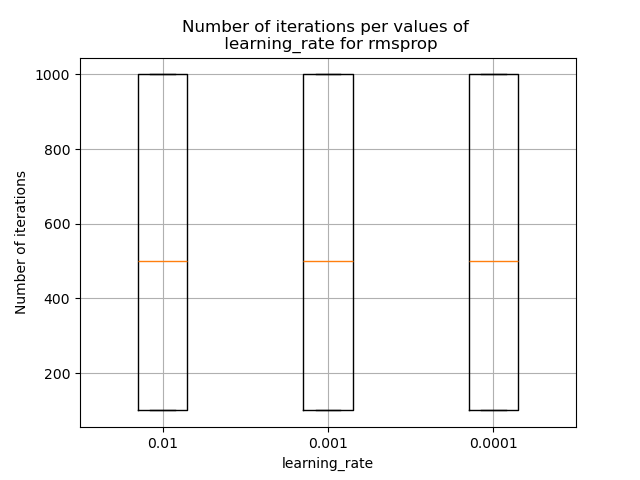 Number of iterations per values of
learning_rate for rmsprop
1000
800
600
400
200
Number of iterations
0.01
0.001
0.0001
learning_rate